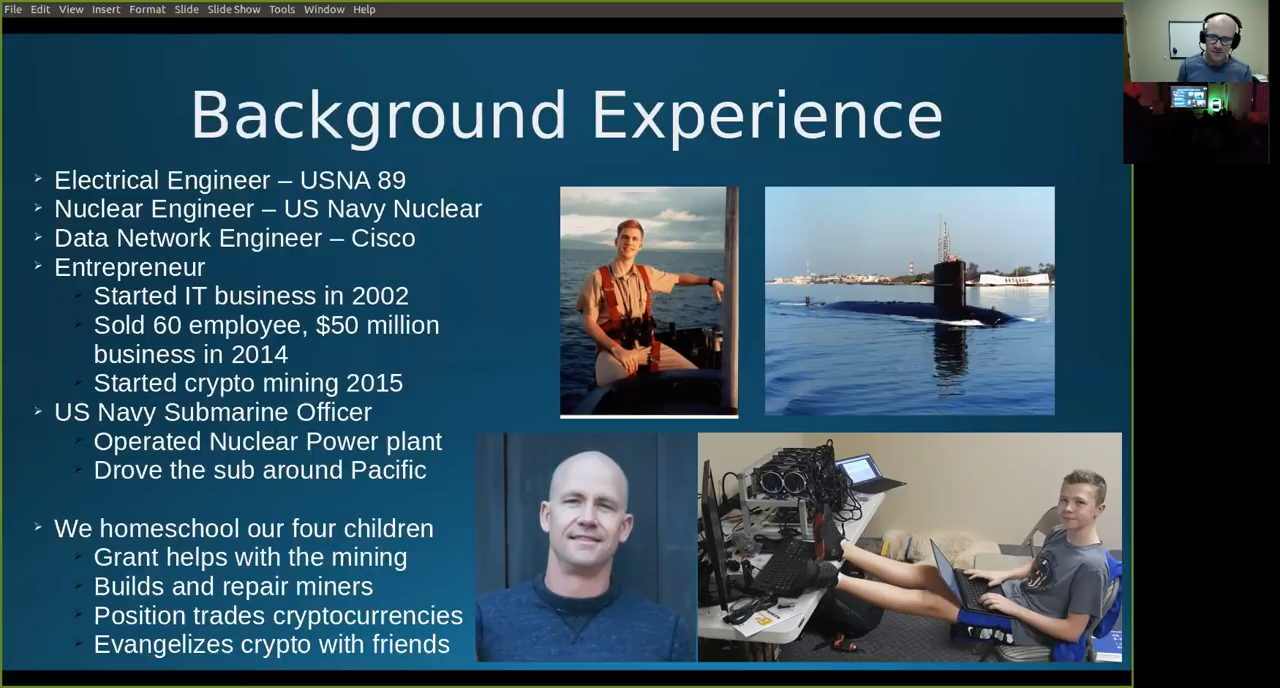 File Edit View Insert Format Slide Slide Show Tools Window Help
Background Experience
Electrical Engineer – USNA 89
Nuclear Engineer – US Navy Nuclear
Data Network Engineer – Cisco
Entrepreneur
Started IT business in 2002
Sold 60 employee, $50 million
business in 2014
Started crypto mining 2015
US Navy Submarine Officer
Operated Nuclear Power plant
Drove the sub around Pacific
We homeschool our four children
Grant helps with the mining
Builds and repair miners
Position trades cryptocurrencies
Evangelizes crypto with friends